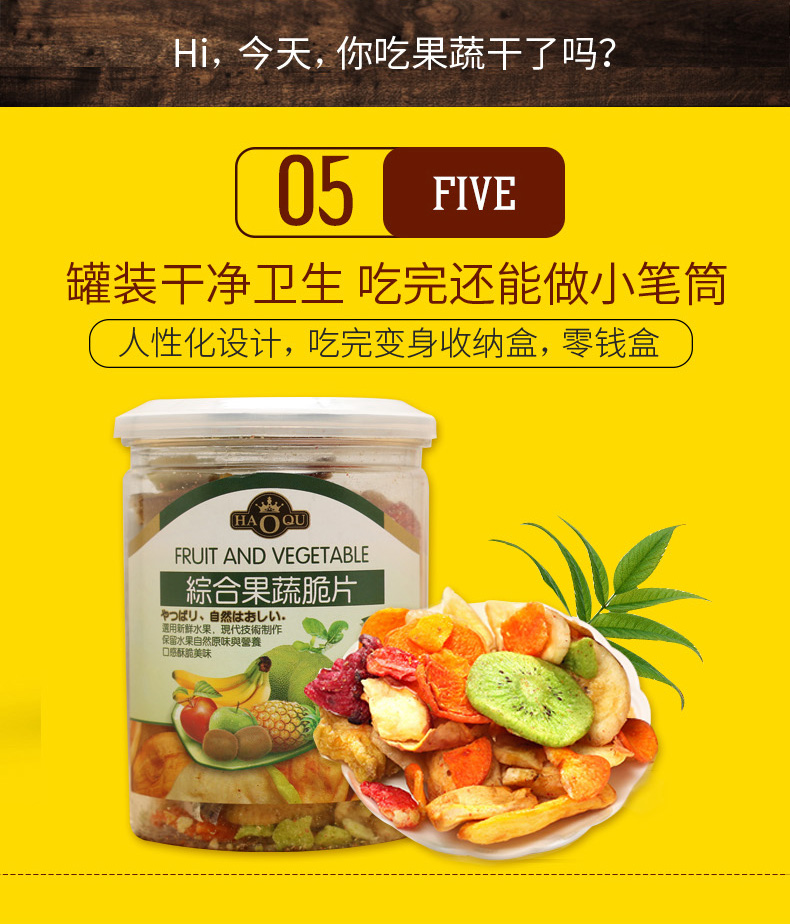 Hi，今天，你吃果蔬干了吗？
05 FIVE
罐装干净卫生 吃完还能做小笔筒
人性化设计，吃完变身收纳盒，零钱盒
HAOQU
FRUIT AND VEGETABLE
綜合果蔬脆片
やつぱり、自然はおしい.
選用新鮮水果，現代技術制作
保留水果自然原味與營養
口感酥脆美味